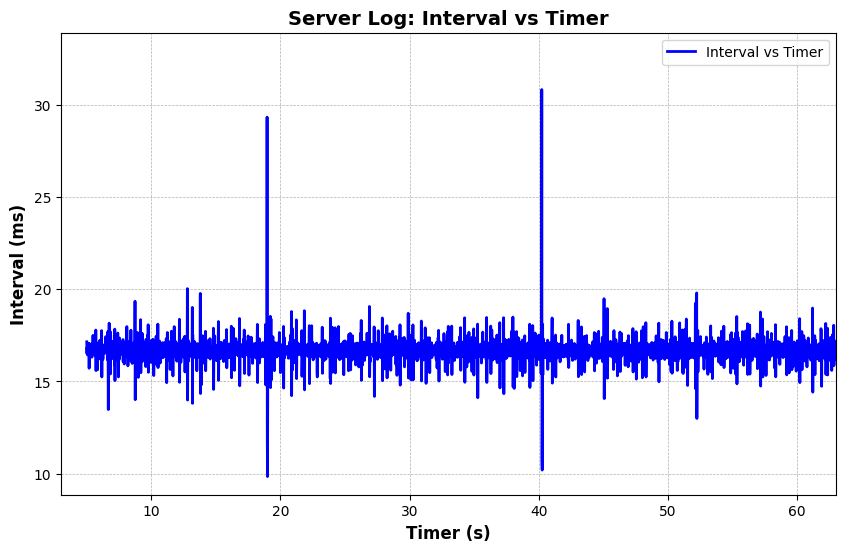 Server Log: Interval vs Timer
Interval vs Timer
30
25
20
15
10
Interval (ms)
10 20 30 40 50 60
Timer (s)